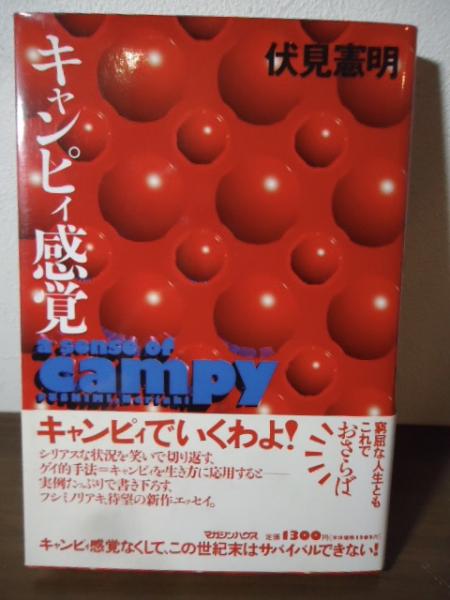 伏見憲明
キャンピィ感覚
a sense of
campy
キャンピィでいくわよ!
シリアスな状況を笑いで切り返す、
ゲイ的手法=キャンピィを生き方に応用すると——
実例たっぷりで書き下ろす、
フシミノリアキ、待望の新作エッセイ。
窮屈な人生とも
これで
おさらば
マガジンハウス 定価1300円
キャンピィ感覚なくして、この世紀末はサバイバルできない!